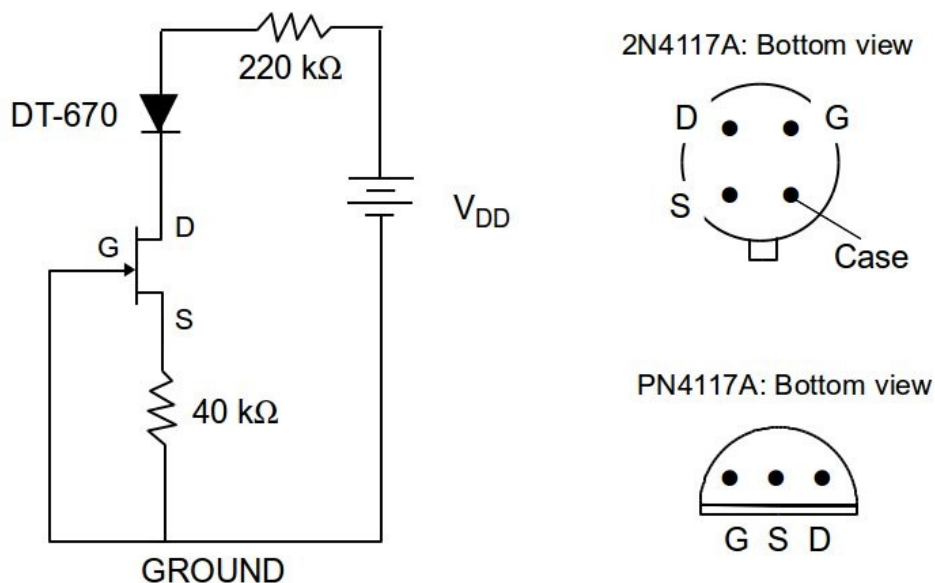 220 kΩ
DT-670
D
G
S
V_DD
40 kΩ
GROUND
2N4117A: Bottom view
D
G
S
Case
PN4117A: Bottom view
G S D